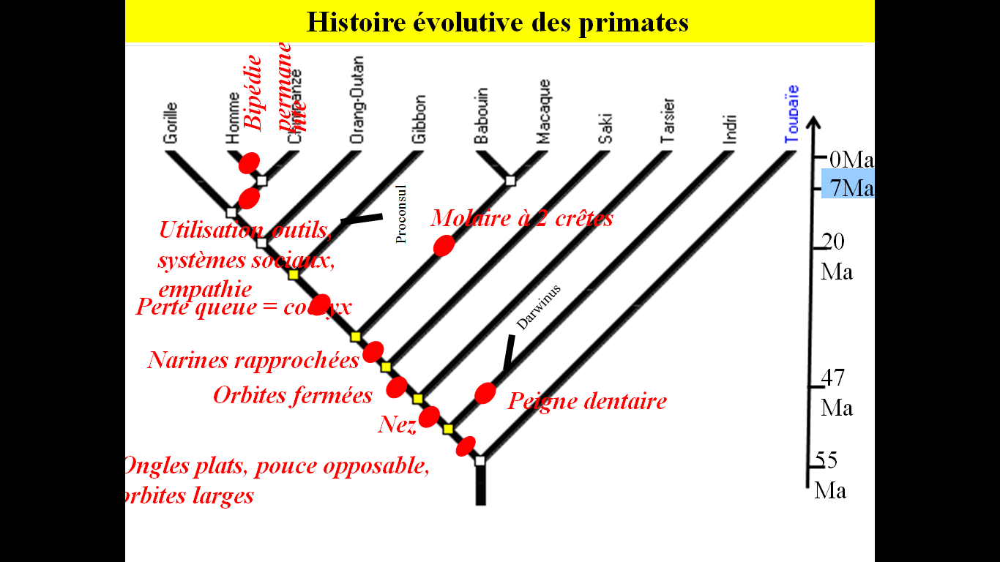 Histoire évolutive des primates
Gorille
Homme
Bipédie
permane
nte
Chimpanzé
Orang-Outan
Gibbon
Babouin
Macaque
Saki
Tarsier
Indri
Toupaïe
0Ma
7Ma
20
Ma
47
Ma
55
Ma
Proconsul
Molaire à 2 crêtes
Utilisation outils,
systèmes sociaux,
empathie
Perte queue = coccyx
Darwinus
Narines rapprochées
Orbites fermées
Peigne dentaire
Nez
Ongles plats, pouce opposable,
orbites larges